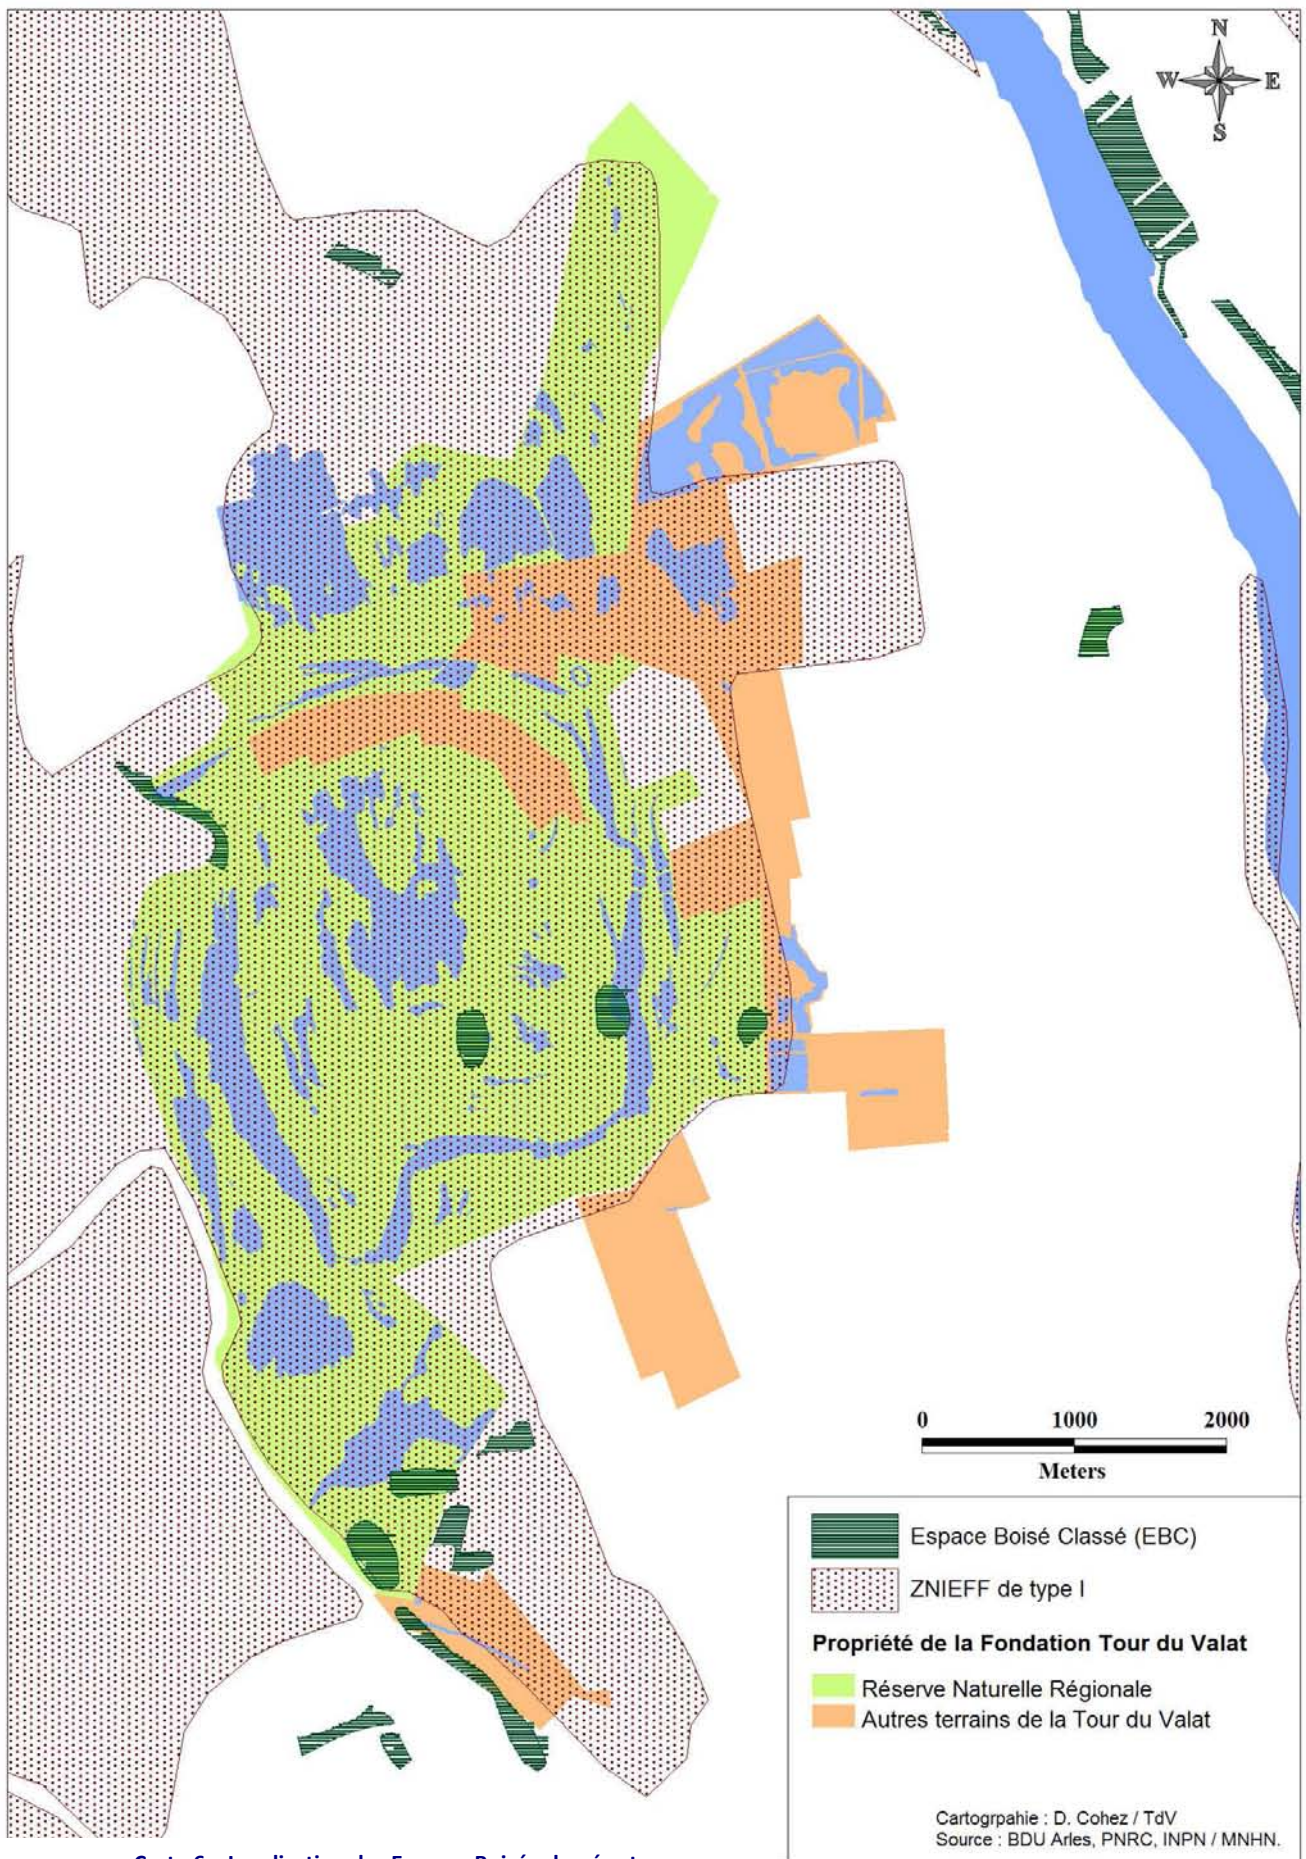 N
W E
S
0 1000 2000
Meters
Espace Boisé Classé (EBC)
ZNIEFF de type I
Propriété de la Fondation Tour du Valat
Réserve Naturelle Régionale
Autres terrains de la Tour du Valat
Cartogrpahie : D. Cohez / TdV
Source : BDU Arles, PNRC, INPN / MNHN.